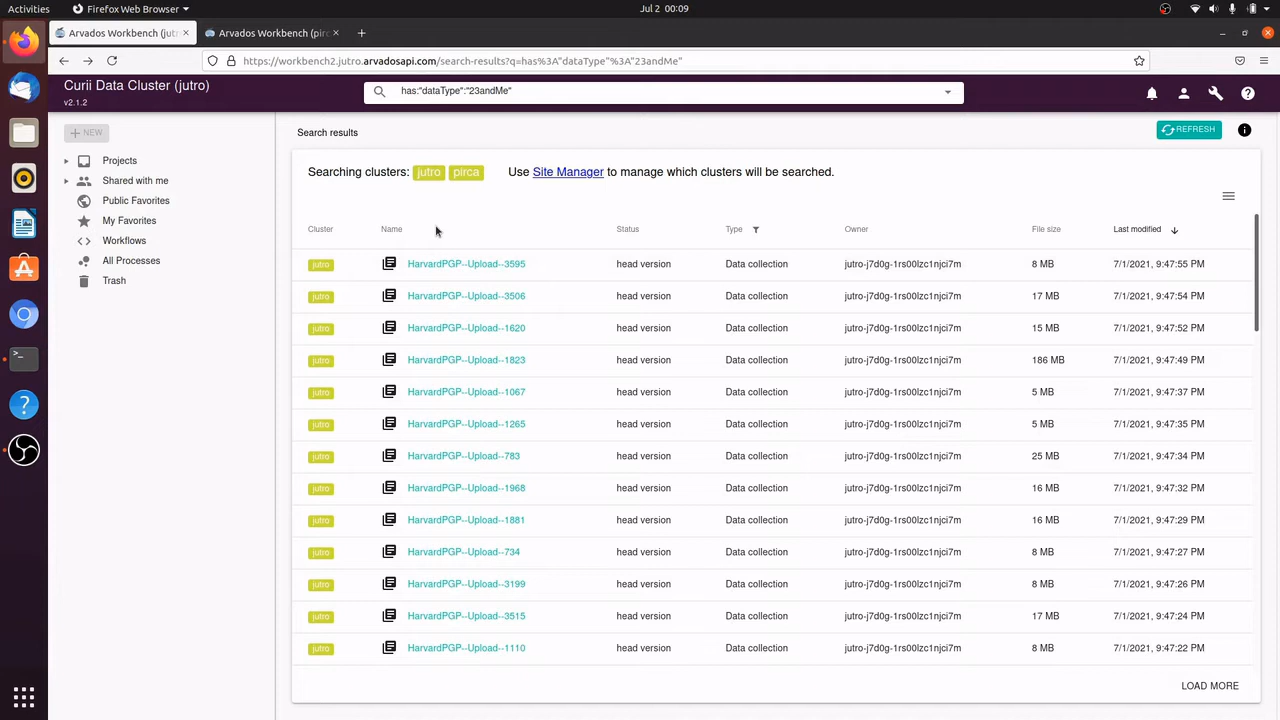 Activities Firefox Web Browser Jul 2 00:09
Arvados Workbench (jutr × Arvados Workbench (pirc × +
https://workbench2.jutro.arvadosapi.com/search-results?q=has%3A"dataType"%3A"23andMe"
Curii Data Cluster (jutro)
v2.1.2
has:"dataType":"23andMe"
+ NEW
Projects
Shared with me
Public Favorites
My Favorites
Workflows
All Processes
Trash
Search results
REFRESH
Searching clusters: jutro pirca Use Site Manager to manage which clusters will be searched.
Cluster Name Status Type Owner File size Last modified
jutro HarvardPGP--Upload--3595 head version Data collection jutro-j7d0g-1rs00lzc1njci7m 8 MB 7/1/2021, 9:47:55 PM
jutro HarvardPGP--Upload--3506 head version Data collection jutro-j7d0g-1rs00lzc1njci7m 17 MB 7/1/2021, 9:47:54 PM
jutro HarvardPGP--Upload--1620 head version Data collection jutro-j7d0g-1rs00lzc1njci7m 15 MB 7/1/2021, 9:47:52 PM
jutro HarvardPGP--Upload--1823 head version Data collection jutro-j7d0g-1rs00lzc1njci7m 186 MB 7/1/2021, 9:47:49 PM
jutro HarvardPGP--Upload--1067 head version Data collection jutro-j7d0g-1rs00lzc1njci7m 5 MB 7/1/2021, 9:47:37 PM
jutro HarvardPGP--Upload--1265 head version Data collection jutro-j7d0g-1rs00lzc1njci7m 5 MB 7/1/2021, 9:47:35 PM
jutro HarvardPGP--Upload--783 head version Data collection jutro-j7d0g-1rs00lzc1njci7m 25 MB 7/1/2021, 9:47:34 PM
jutro HarvardPGP--Upload--1968 head version Data collection jutro-j7d0g-1rs00lzc1njci7m 16 MB 7/1/2021, 9:47:32 PM
jutro HarvardPGP--Upload--1881 head version Data collection jutro-j7d0g-1rs00lzc1njci7m 16 MB 7/1/2021, 9:47:29 PM
jutro HarvardPGP--Upload--734 head version Data collection jutro-j7d0g-1rs00lzc1njci7m 8 MB 7/1/2021, 9:47:27 PM
jutro HarvardPGP--Upload--3199 head version Data collection jutro-j7d0g-1rs00lzc1njci7m 8 MB 7/1/2021, 9:47:26 PM
jutro HarvardPGP--Upload--3515 head version Data collection jutro-j7d0g-1rs00lzc1njci7m 17 MB 7/1/2021, 9:47:24 PM
jutro HarvardPGP--Upload--1110 head version Data collection jutro-j7d0g-1rs00lzc1njci7m 8 MB 7/1/2021, 9:47:22 PM
LOAD MORE